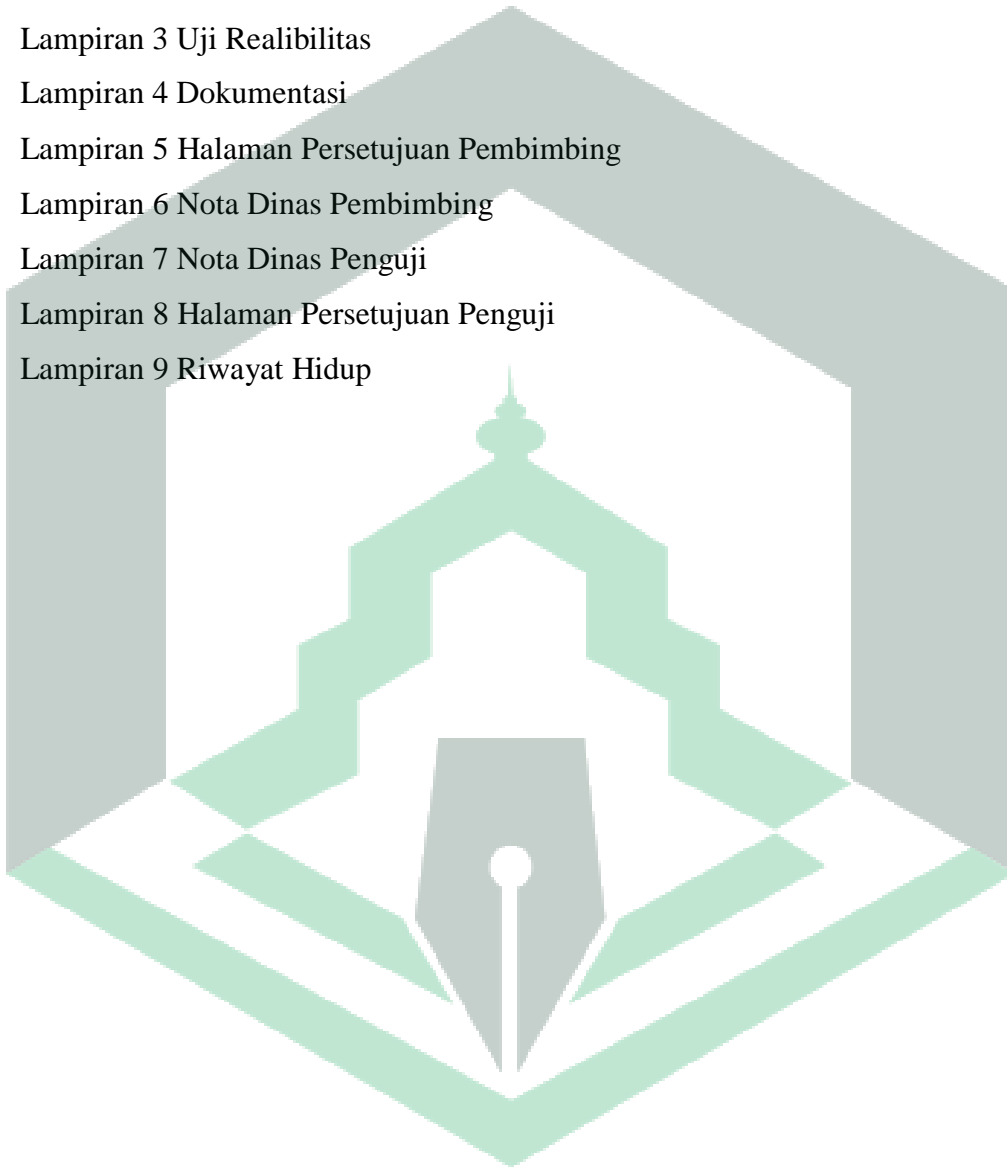 Lampiran 3 Uji Realibilitas
Lampiran 4 Dokumentasi
Lampiran 5 Halaman Persetujuan Pembimbing
Lampiran 6 Nota Dinas Pembimbing
Lampiran 7 Nota Dinas Penguji
Lampiran 8 Halaman Persetujuan Penguji
Lampiran 9 Riwayat Hidup